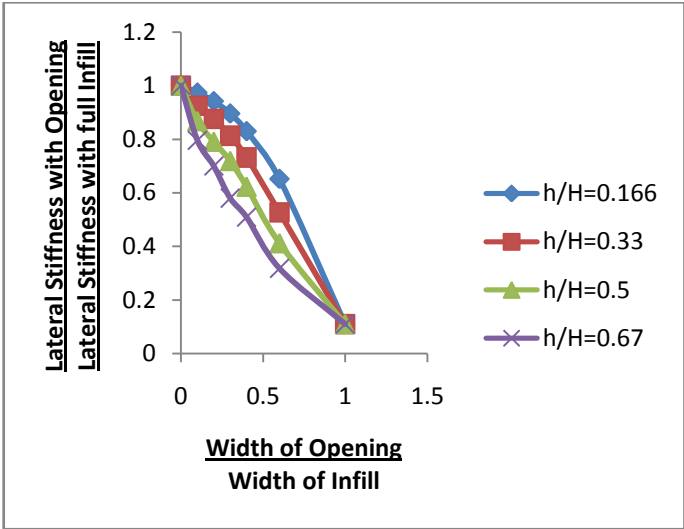 Lateral Stiffness with Opening
Lateral Stiffness with full Infill
1.2
1
0.8
0.6
0.4
0.2
0
0 0.5 1 1.5
Width of Opening
Width of Infill
h/H=0.166
h/H=0.33
h/H=0.5
h/H=0.67